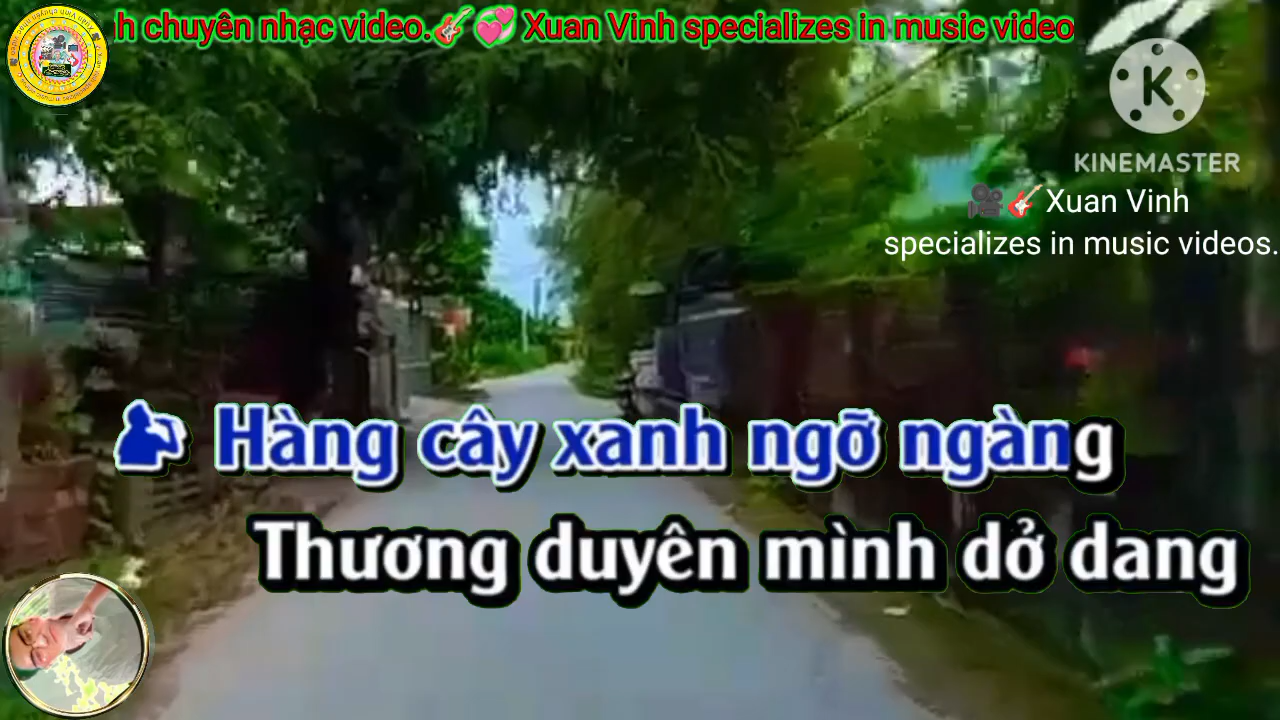 h chuyên nhạc video.🎸💞 Xuan Vinh specializes in music video
K
KINEMASTER
🎥🎸 Xuan Vinh
specializes in music videos.
Hàng cây xanh ngỡ ngàng
Thương duyên mình dở dang